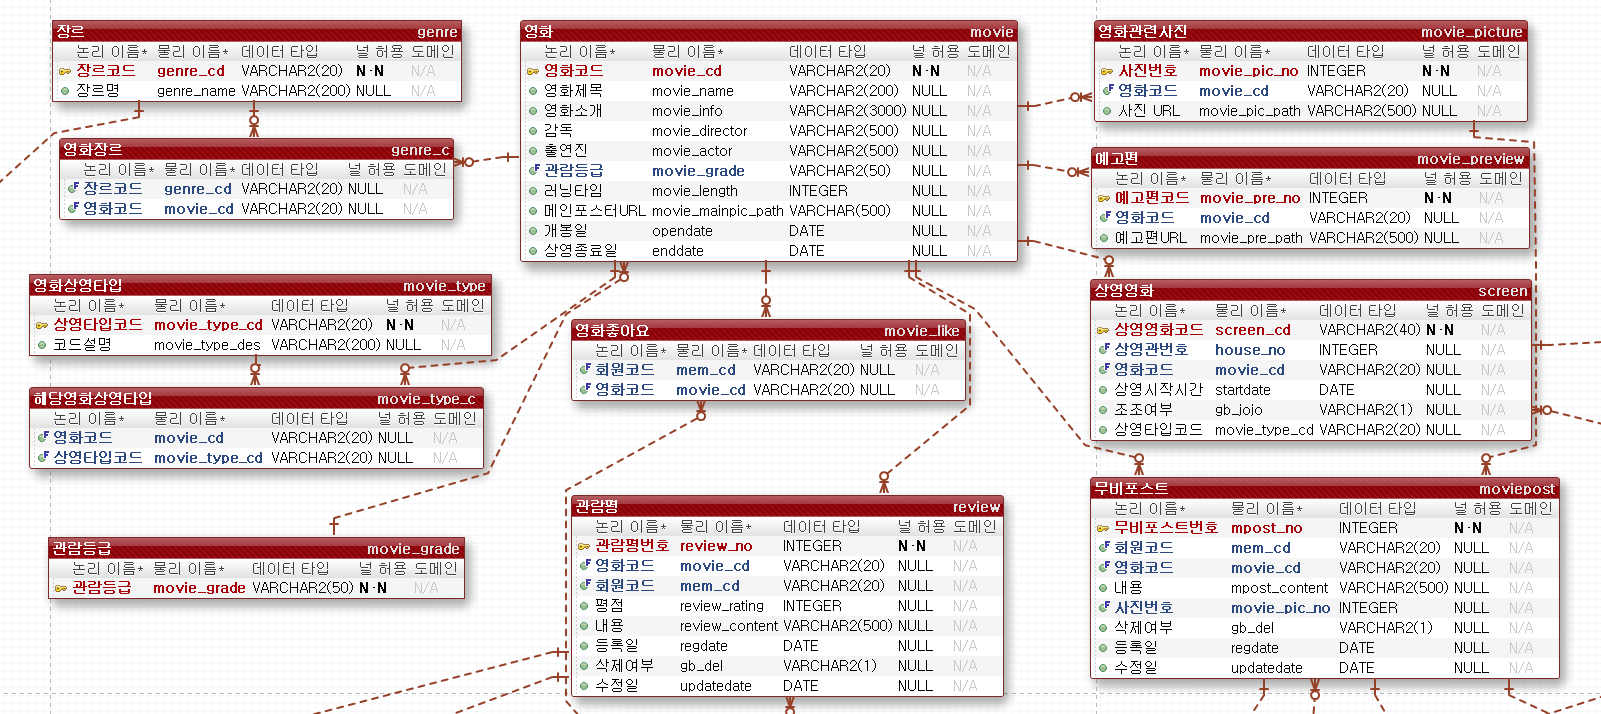 장르 genre
논리 이름* 물리 이름* 데이터 타입 널 허용 도메인
장르코드 genre_cd VARCHAR2(20) N·N N/A
장르명 genre_name VARCHAR2(200) NULL N/A
영화장르 genre_c
논리 이름* 물리 이름* 데이터 타입 널 허용 도메인
장르코드 genre_cd VARCHAR2(20) NULL N/A
영화코드 movie_cd VARCHAR2(20) NULL N/A
영화상영타입 movie_type
논리 이름* 물리 이름* 데이터 타입 널 허용 도메인
상영타입코드 movie_type_cd VARCHAR2(20) N·N N/A
코드설명 movie_type_des VARCHAR2(200) NULL N/A
해당영화상영타입 movie_type_c
논리 이름* 물리 이름* 데이터 타입 널 허용 도메인
영화코드 movie_cd VARCHAR2(20) NULL N/A
상영타입코드 movie_type_cd VARCHAR2(20) NULL N/A
관람등급 movie_grade
논리 이름* 물리 이름* 데이터 타입 널 허용 도메인
관람등급 movie_grade VARCHAR2(50) N·N N/A
영화 movie
논리 이름* 물리 이름* 데이터 타입 널 허용 도메인
영화코드 movie_cd VARCHAR2(20) N·N N/A
영화제목 movie_name VARCHAR2(200) NULL N/A
영화소개 movie_info VARCHAR2(3000) NULL N/A
감독 movie_director VARCHAR2(500) NULL N/A
출연진 movie_actor VARCHAR2(500) NULL N/A
관람등급 movie_grade VARCHAR2(50) NULL N/A
러닝타임 movie_length INTEGER NULL N/A
메인포스터URL movie_mainpic_path VARCHAR(500) NULL N/A
개봉일 opendate DATE NULL N/A
상영종료일 enddate DATE NULL N/A
영화좋아요 movie_like
논리 이름* 물리 이름* 데이터 타입 널 허용 도메인
회원코드 mem_cd VARCHAR2(20) NULL N/A
영화코드 movie_cd VARCHAR2(20) NULL N/A
관람평 review
논리 이름* 물리 이름* 데이터 타입 널 허용 도메인
관람평번호 review_no INTEGER N·N N/A
영화코드 movie_cd VARCHAR2(20) NULL N/A
회원코드 mem_cd VARCHAR2(20) NULL N/A
평점 review_rating INTEGER NULL N/A
내용 review_content VARCHAR2(500) NULL N/A
등록일 regdate DATE NULL N/A
삭제여부 gb_del VARCHAR2(1) NULL N/A
수정일 updatedate DATE NULL N/A
영화관련사진 movie_picture
논리 이름* 물리 이름* 데이터 타입 널 허용 도메인
사진번호 movie_pic_no INTEGER N·N N/A
영화코드 movie_cd VARCHAR2(20) NULL N/A
사진 URL movie_pic_path VARCHAR2(500) NULL N/A
예고편 movie_preview
논리 이름* 물리 이름* 데이터 타입 널 허용 도메인
예고편코드 movie_pre_no INTEGER N·N N/A
영화코드 movie_cd VARCHAR2(20) NULL N/A
예고편URL movie_pre_path VARCHAR2(500) NULL N/A
상영영화 screen
논리 이름* 물리 이름* 데이터 타입 널 허용 도메인
상영영화코드 screen_cd VARCHAR2(40) N·N N/A
상영관번호 house_no INTEGER NULL N/A
영화코드 movie_cd VARCHAR2(20) NULL N/A
상영시작시간 startdate DATE NULL N/A
조조여부 gb_jojo VARCHAR2(1) NULL N/A
상영타입코드 movie_type_cd VARCHAR2(20) NULL N/A
무비포스트 moviepost
논리 이름* 물리 이름* 데이터 타입 널 허용 도메인
무비포스트번호 mpost_no INTEGER N·N N/A
회원코드 mem_cd VARCHAR2(20) NULL N/A
영화코드 movie_cd VARCHAR2(20) NULL N/A
내용 mpost_content VARCHAR2(500) NULL N/A
사진번호 movie_pic_no INTEGER NULL N/A
삭제여부 gb_del VARCHAR2(1) NULL N/A
등록일 regdate DATE NULL N/A
수정일 updatedate DATE NULL N/A